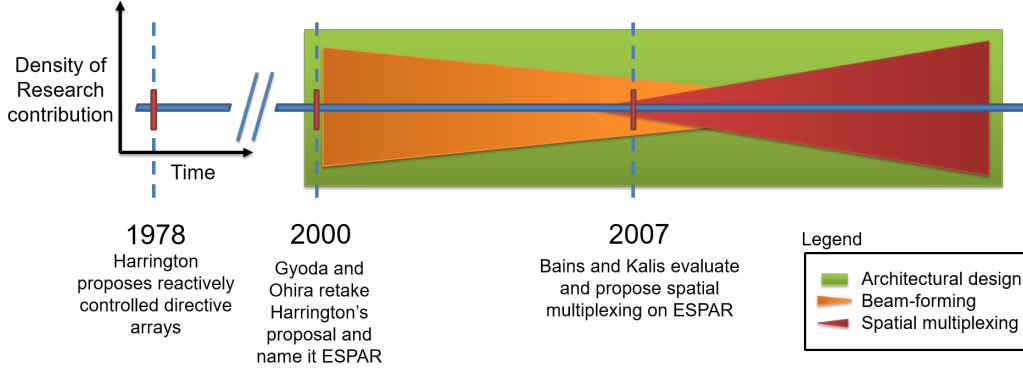 Density of
Research
contribution
Time
1978
Harrington
proposes reactively
controlled directive
arrays
2000
Gyoda and
Ohira retake
Harrington's
proposal and
name it ESPAR
2007
Bains and Kalis evaluate
and propose spatial
multiplexing on ESPAR
Legend
Architectural design
Beam-forming
Spatial multiplexing